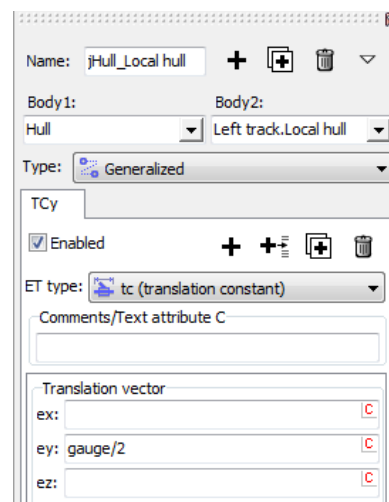 Name: jHull_Local hull
Body1: Body2:
Hull Left track.Local hull
Type: Generalized
TCy
Enabled
ET type: tc (translation constant)
Comments/Text attribute C
Translation vector
ex: C
ey: gauge/2 C
ez: C